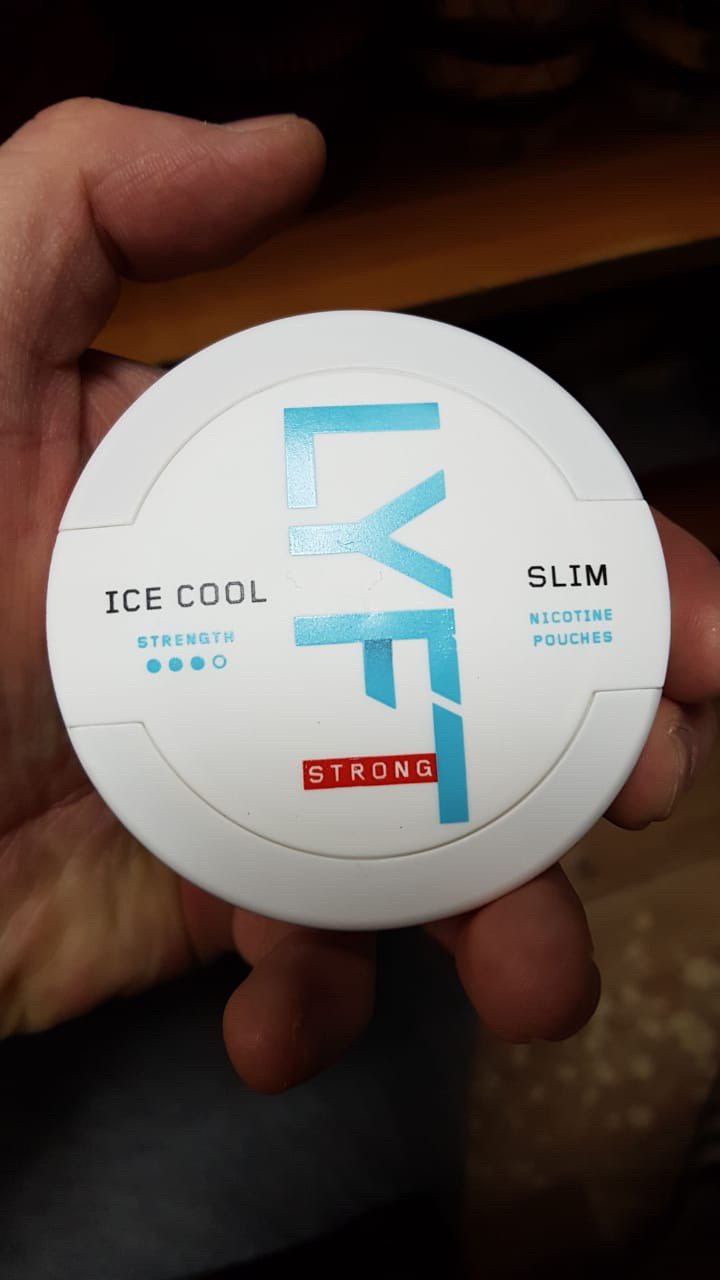 LYFT
ICE COOL
STRENGTH
SLIM
NICOTINE
POUCHES
STRONG